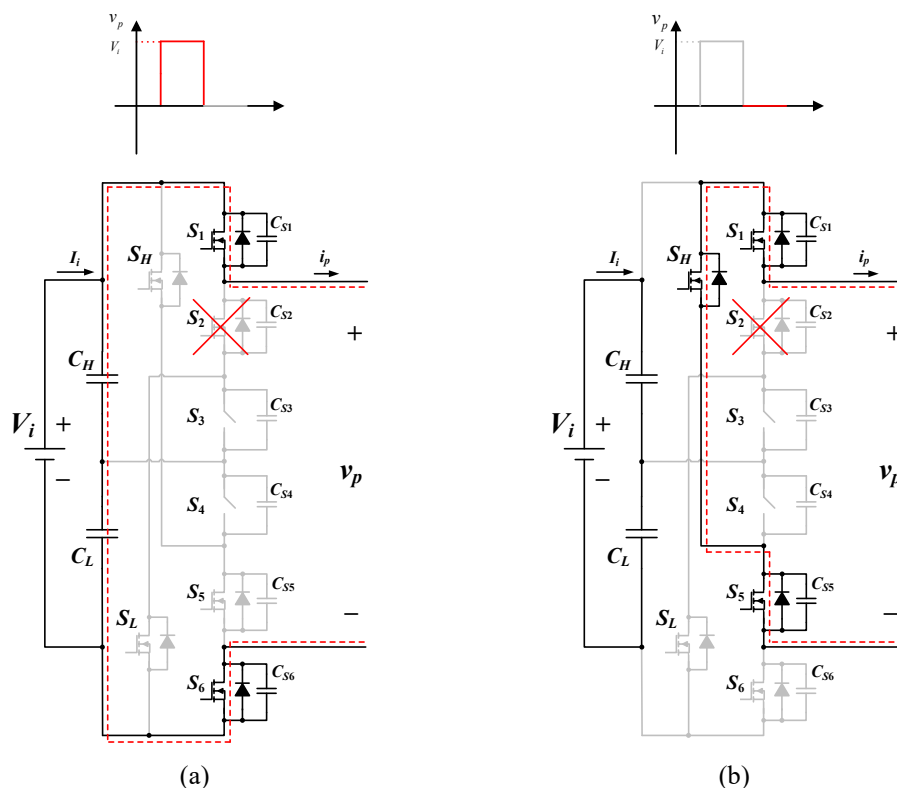 v_p
V_i
S_1
C_S1
I_i
S_H
i_p
S_2
C_S2
+
C_H
S_3
C_S3
V_i
+
−
v_p
S_4
C_S4
C_L
S_5
C_S5
−
S_L
S_6
C_S6
(a)
v_p
V_i
S_1
C_S1
I_i
S_H
i_p
S_2
C_S2
+
C_H
S_3
C_S3
V_i
+
−
v_p
S_4
C_S4
C_L
S_5
C_S5
−
S_L
S_6
C_S6
(b)